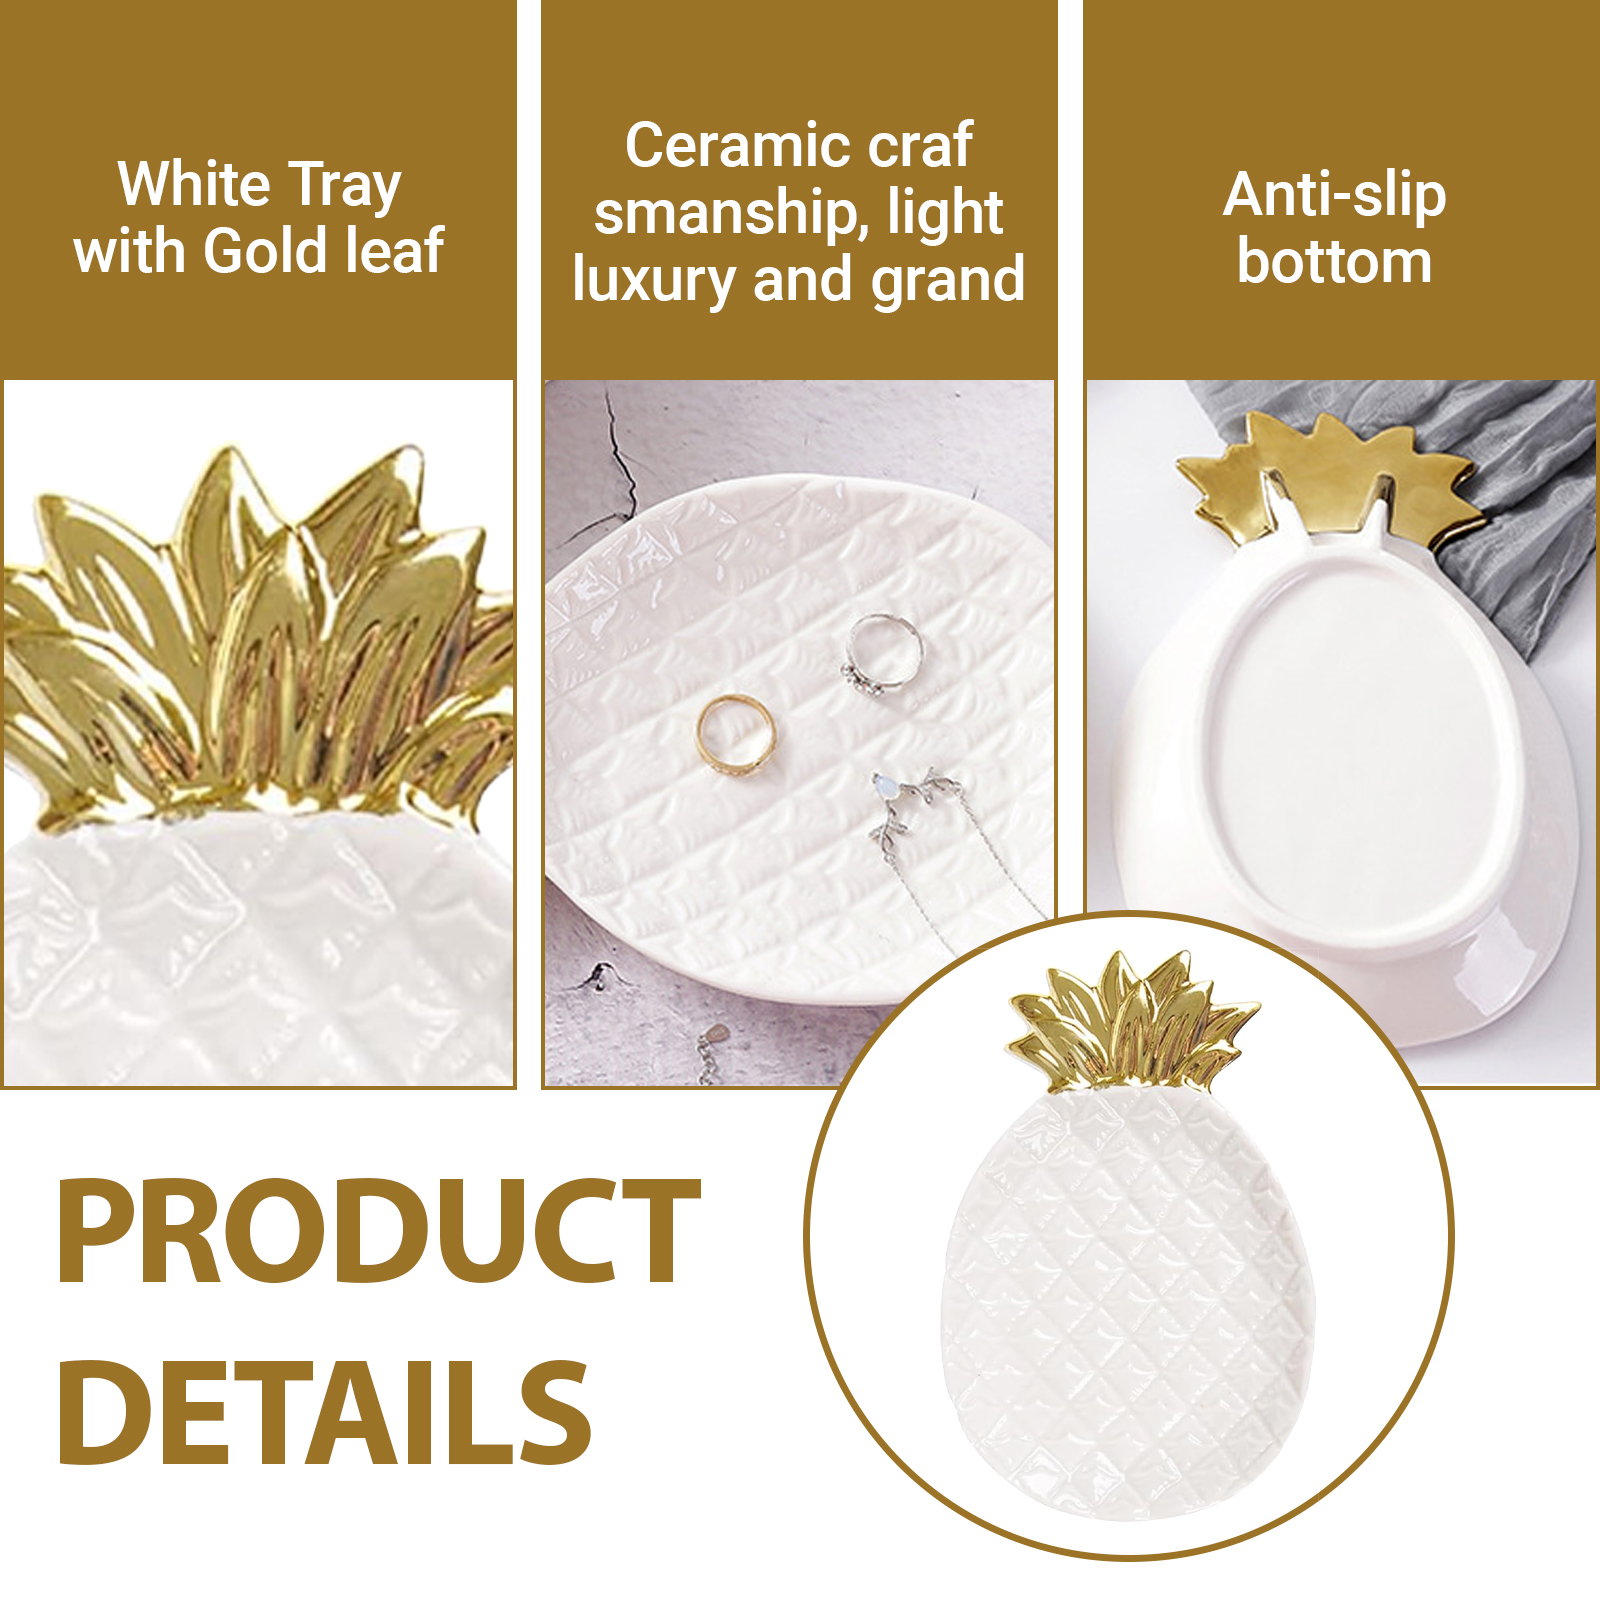 White Tray
with Gold leaf
Ceramic craf
smanship, light
luxury and grand
Anti-slip
bottom
PRODUCT
DETAILS